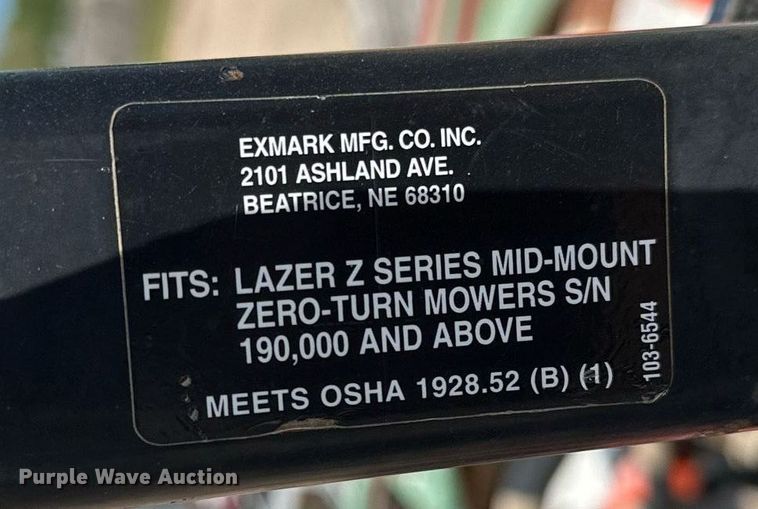 EXMARK MFG. CO. INC.
2101 ASHLAND AVE.
BEATRICE, NE 68310
FITS: LAZER Z SERIES MID-MOUNT
ZERO-TURN MOWERS S/N
190,000 AND ABOVE
MEETS OSHA 1928.52 (B) (1)
103-6544
Purple Wave Auction